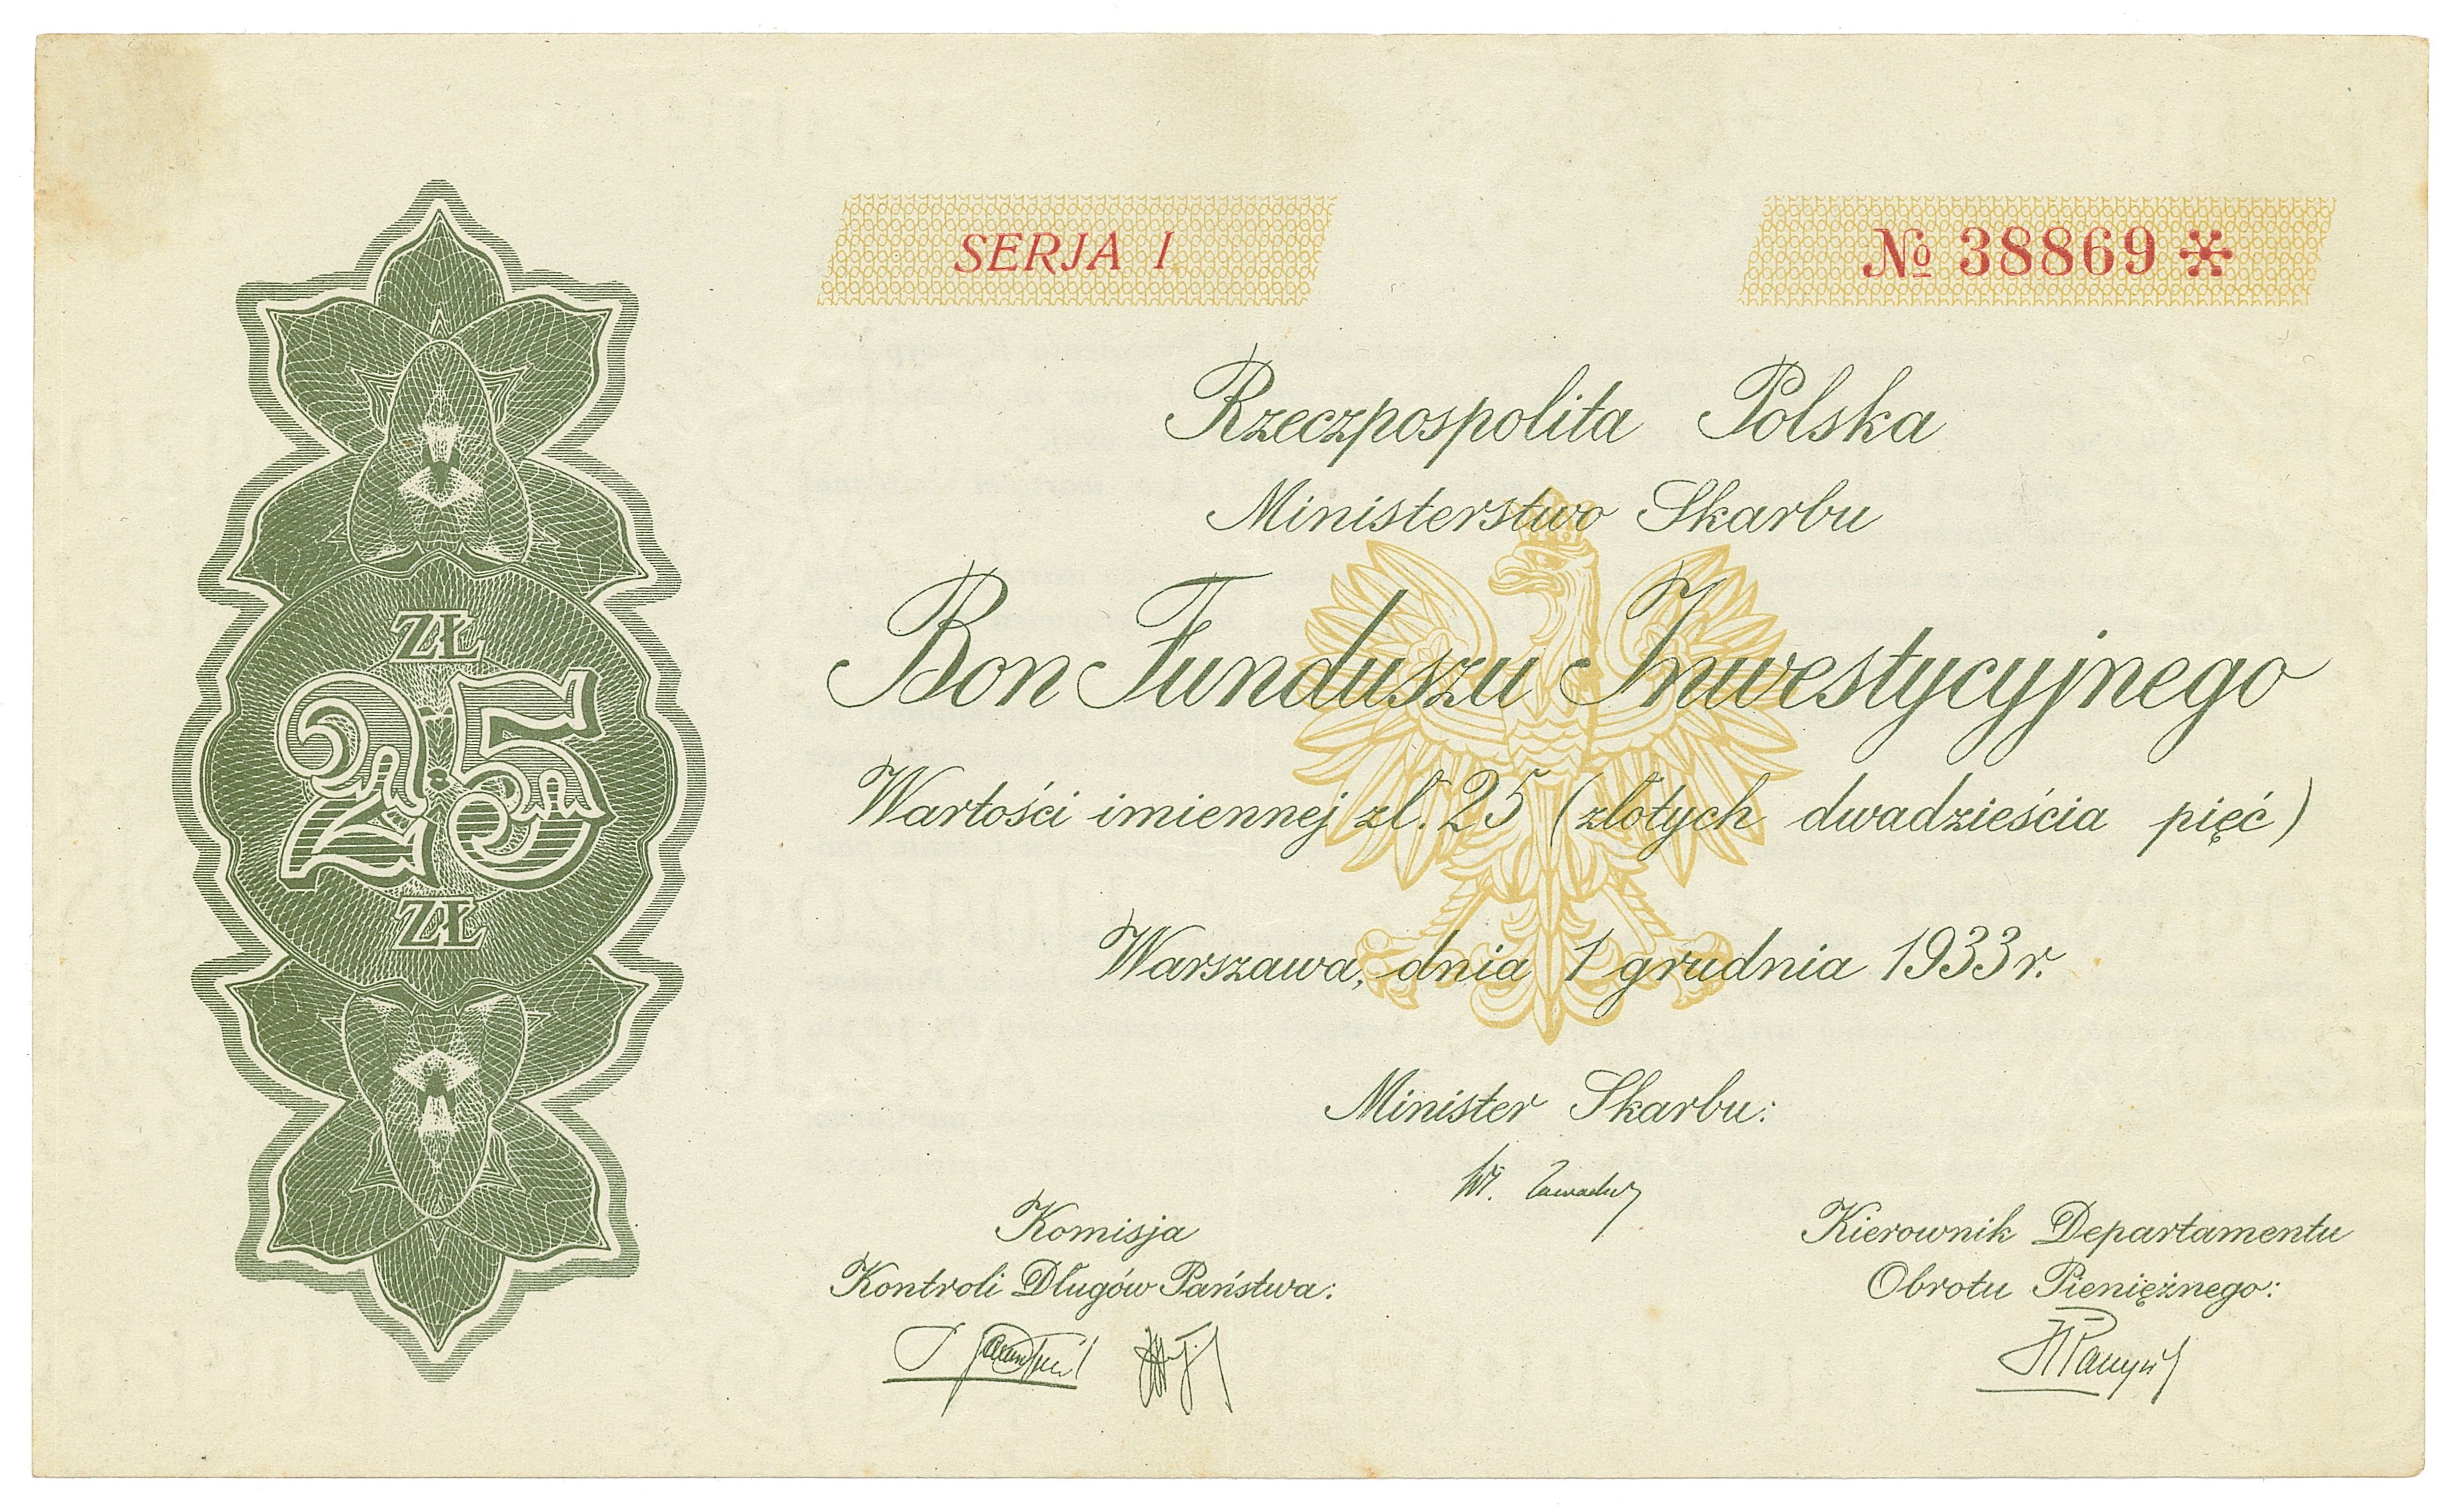 SERJA I
№ 38869 *
Rzeczpospolita Polska
Ministerstwo Skarbu
Bon Funduszu Inwestycyjnego
Wartości imiennej zł. 25 (złotych dwadzieścia pięć)
Warszawa, dnia 1 grudnia 1933 r.
ZŁ
25
ZŁ
Minister Skarbu:
Komisja
Kontroli Długów Państwa:
Kierownik Departamentu
Obrotu Pieniężnego: